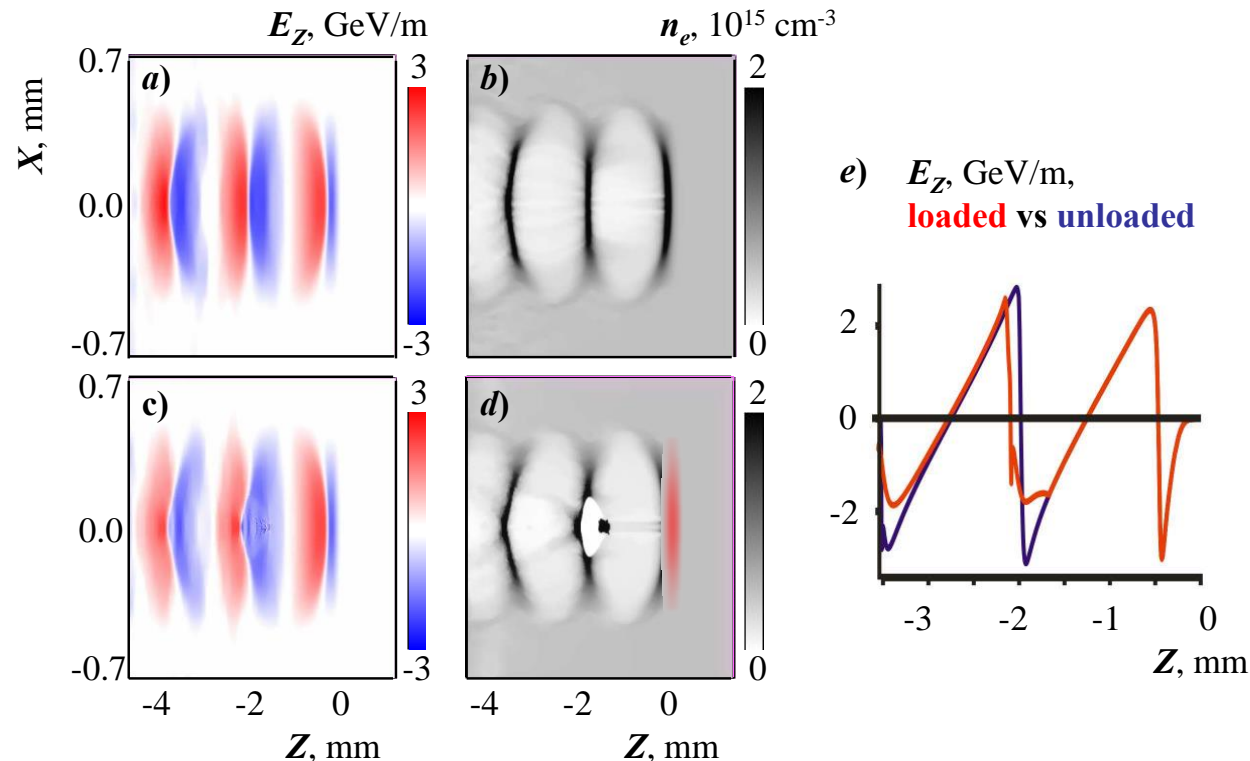 E_Z, GeV/m
n_e, 10^15 cm^-3
0.7
a)
3
b)
2
X, mm
0.0
e) E_Z, GeV/m,
loaded vs unloaded
-0.7
-3
0
0.7
c)
3
d)
2
2
0.0
0
-2
-0.7
-3
0
-3 -2 -1 0
Z, mm
-4 -2 0
-4 -2 0
Z, mm
Z, mm